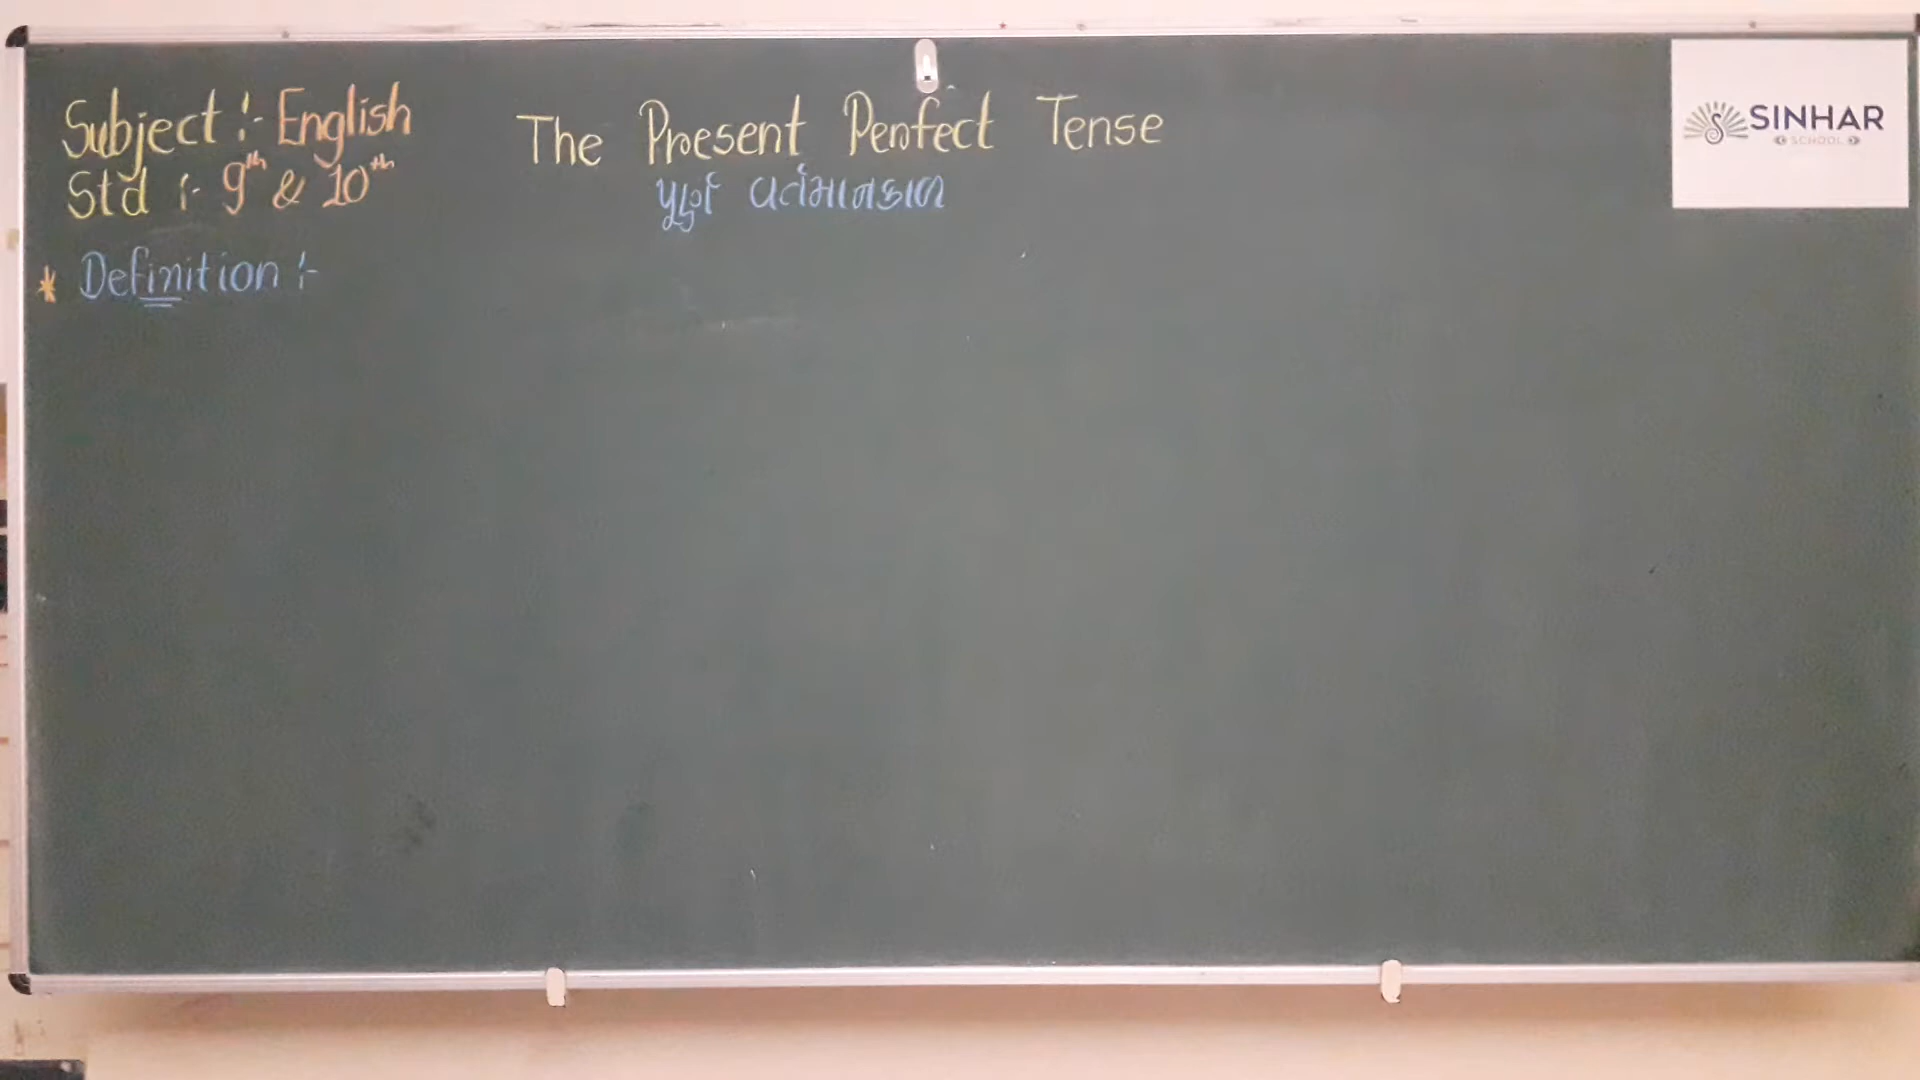 Subject :- English
The Present Perfect Tense
Std :- 9th & 10th
પૂર્ણ વર્તમાનકાળ
* Definition :-
SINHAR
SCHOOL